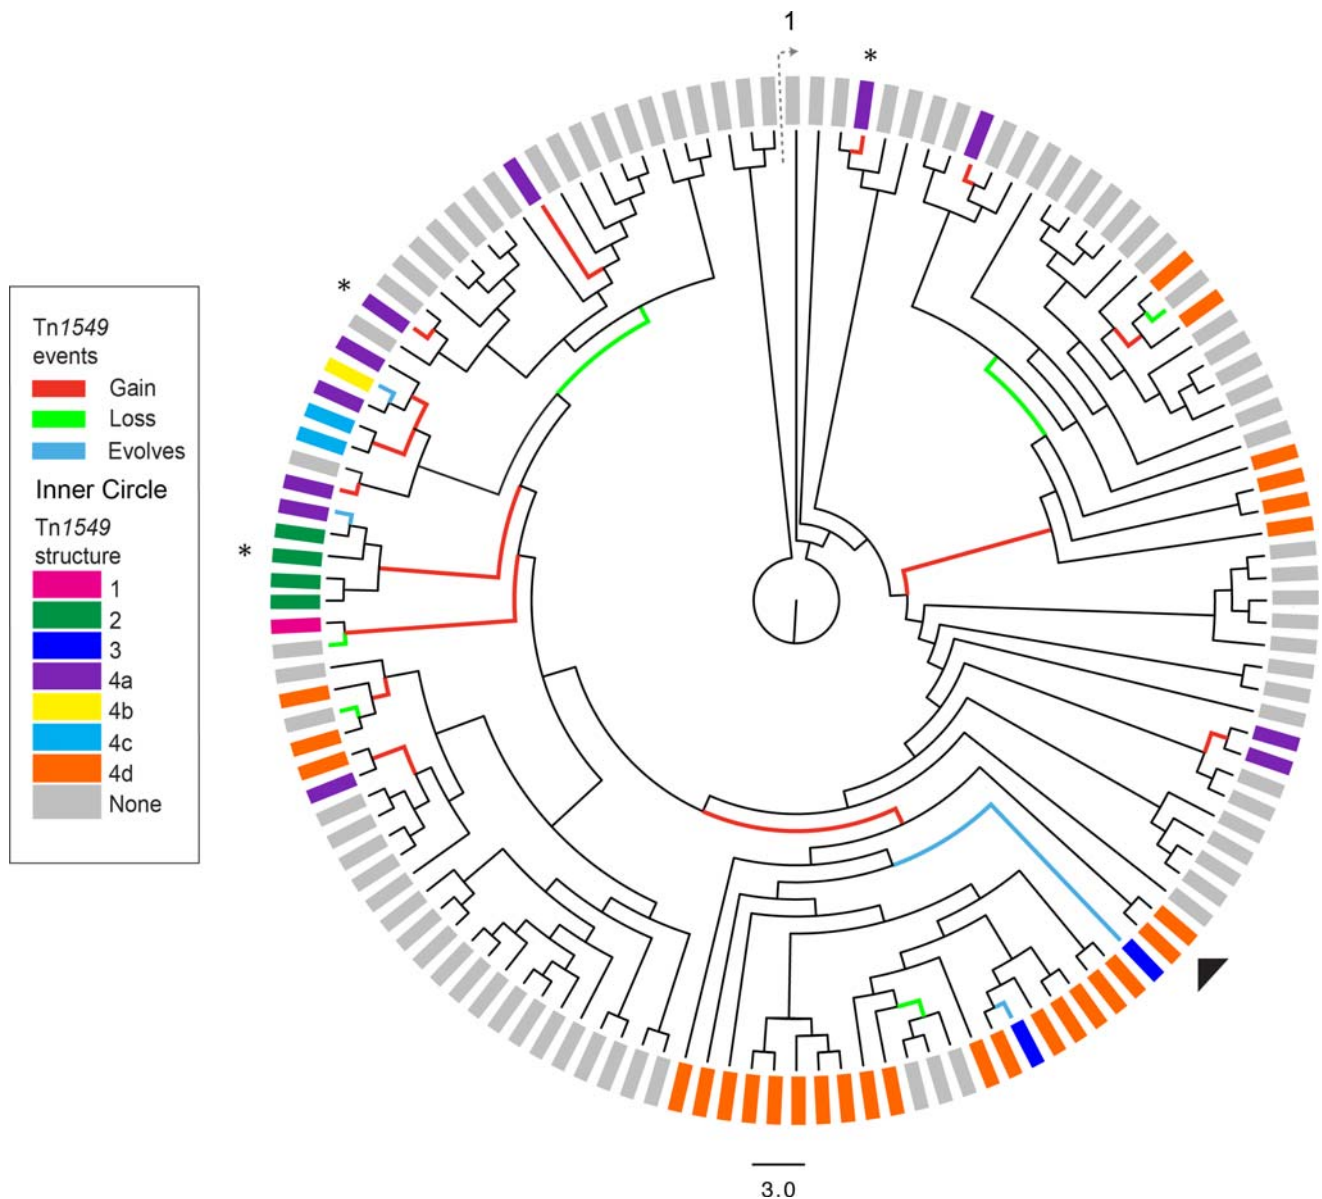 1
*
*
*
Tn1549
events
Gain
Loss
Evolves
Inner Circle
Tn1549
structure
1
2
3
4a
4b
4c
4d
None
3.0